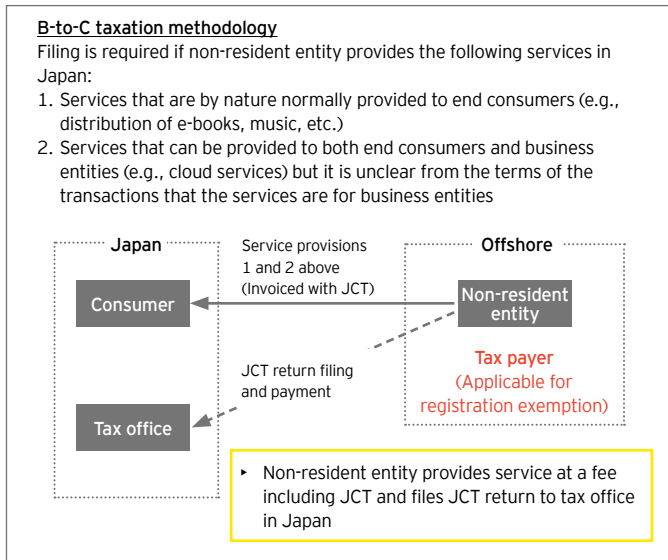 B-to-C taxation methodology
Filing is required if non-resident entity provides the following services in
Japan:
1. Services that are by nature normally provided to end consumers (e.g.,
distribution of e-books, music, etc.)
2. Services that can be provided to both end consumers and business
entities (e.g., cloud services) but it is unclear from the terms of the
transactions that the services are for business entities
Japan
Service provisions
1 and 2 above
(Invoiced with JCT)
Offshore
Consumer
Non-resident
entity
JCT return filing
and payment
Tax payer
(Applicable for
registration exemption)
Tax office
‣ Non-resident entity provides service at a fee
including JCT and files JCT return to tax office
in Japan